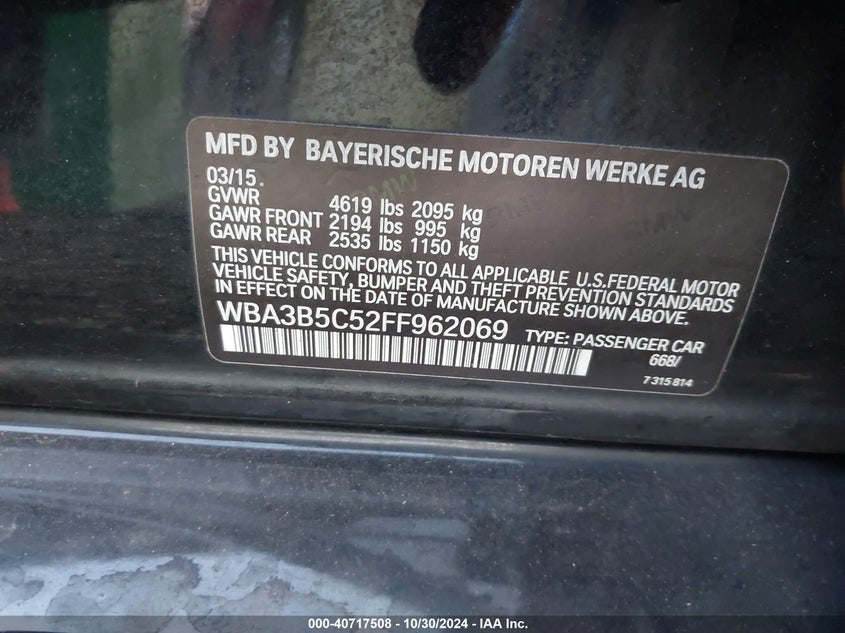 MFD BY BAYERISCHE MOTOREN WERKE AG
03/15.
GVWR 4619 lbs 2095 kg
GAWR FRONT 2194 lbs 995 kg
GAWR REAR 2535 lbs 1150 kg
THIS VEHICLE CONFORMS TO ALL APPLICABLE U.S.FEDERAL MOTOR
VEHICLE SAFETY, BUMPER AND THEFT PREVENTION STANDARDS
IN EFFECT ON THE DATE OF MANUFACTURE SHOWN ABOVE.
WBA3B5C52FF962069 TYPE: PASSENGER CAR
668/
7 315 814
000-40717508 - 10/30/2024 - IAA Inc.